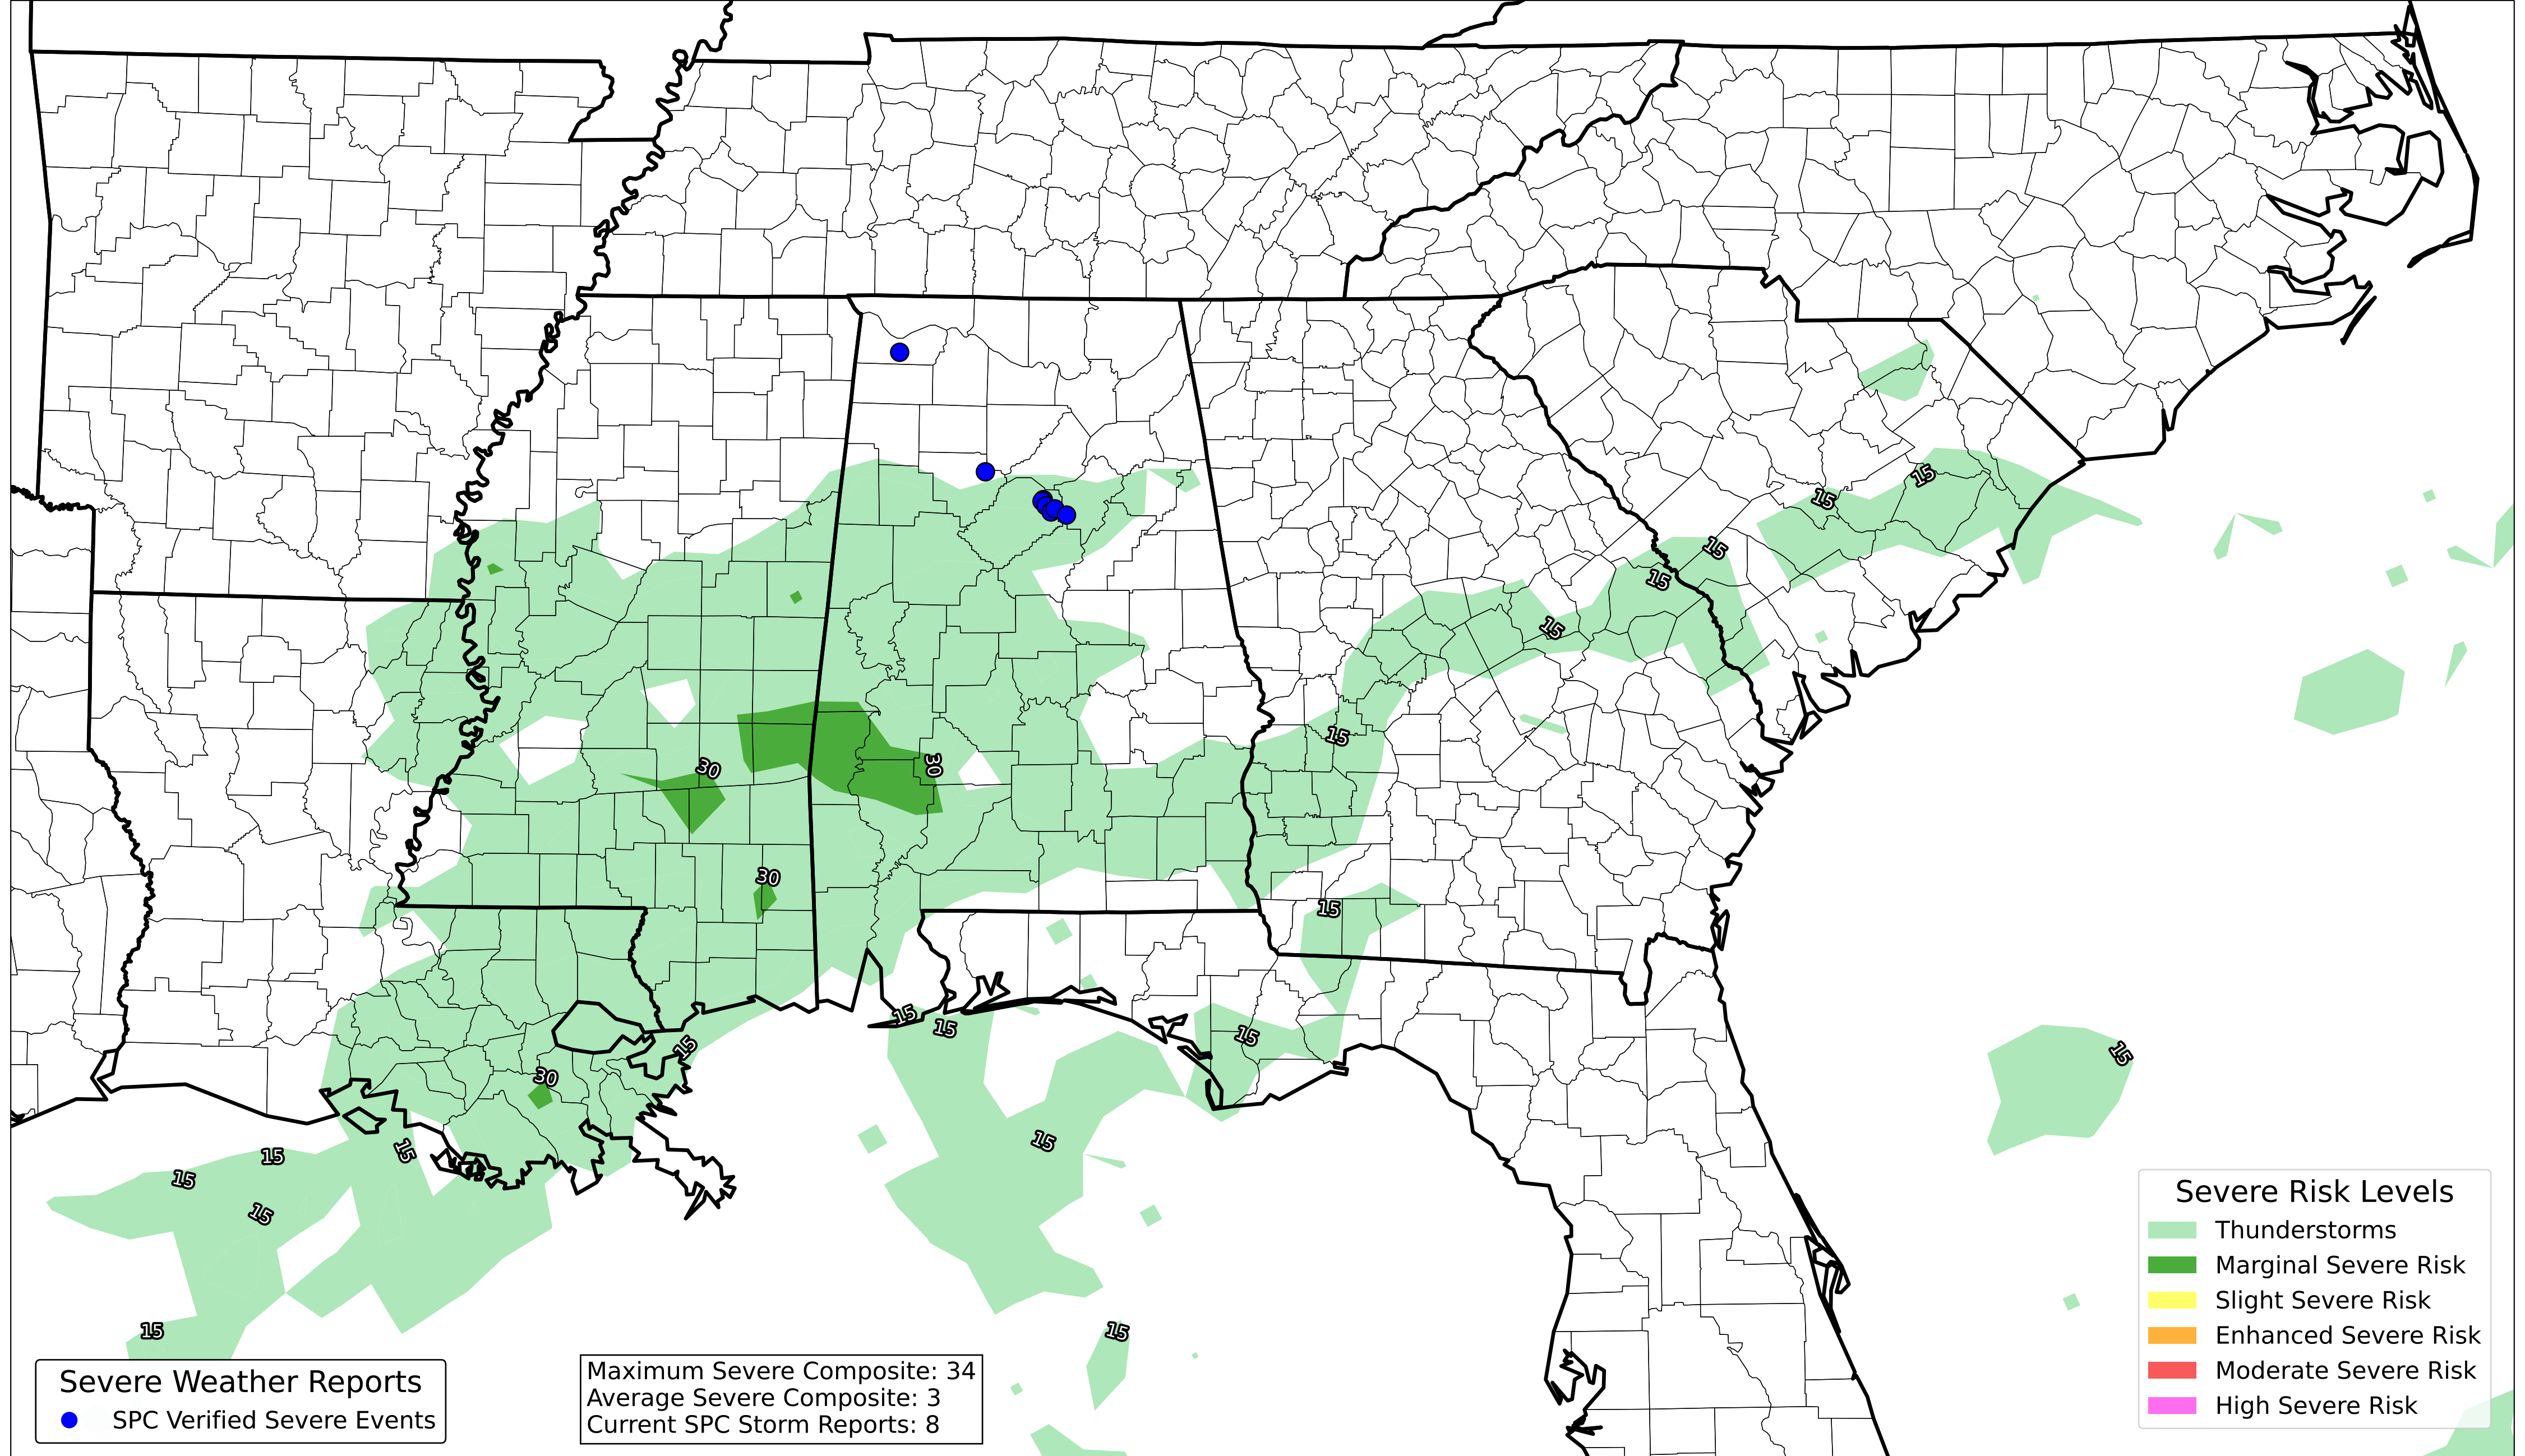 15
15
15
15
15
15
30
30
30
15
15
15
15
15
30
15
15
15
15
15
15
15
15
Severe Risk Levels
Thunderstorms
Marginal Severe Risk
Slight Severe Risk
Enhanced Severe Risk
Moderate Severe Risk
High Severe Risk
Severe Weather Reports
SPC Verified Severe Events
Maximum Severe Composite: 34
Average Severe Composite: 3
Current SPC Storm Reports: 8